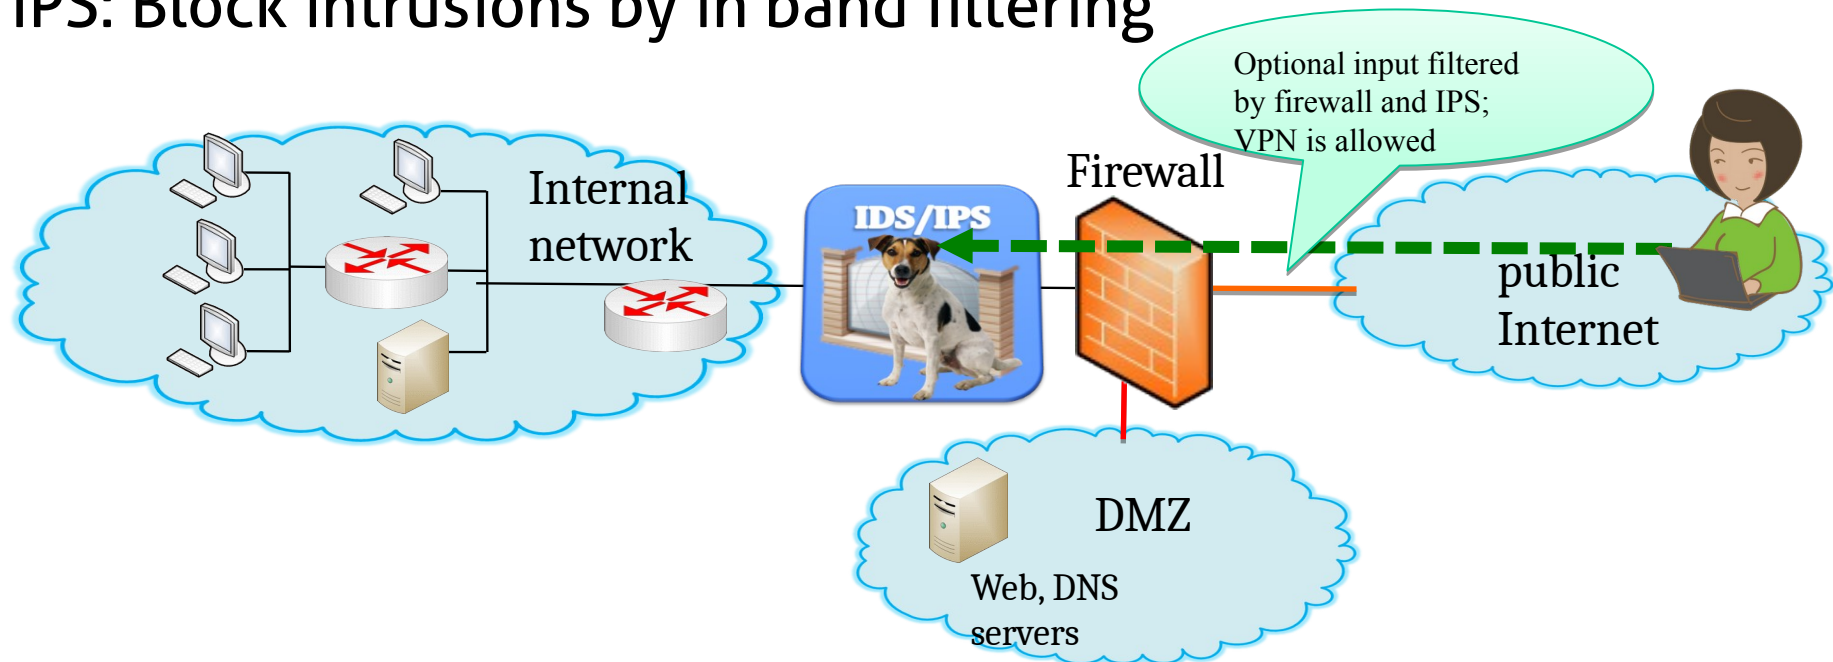 IPS: Block intrusions by in band filtering
Optional input filtered
by firewall and IPS;
VPN is allowed
Firewall
Internal
network
IDS/IPS
public
Internet
DMZ
Web, DNS
servers